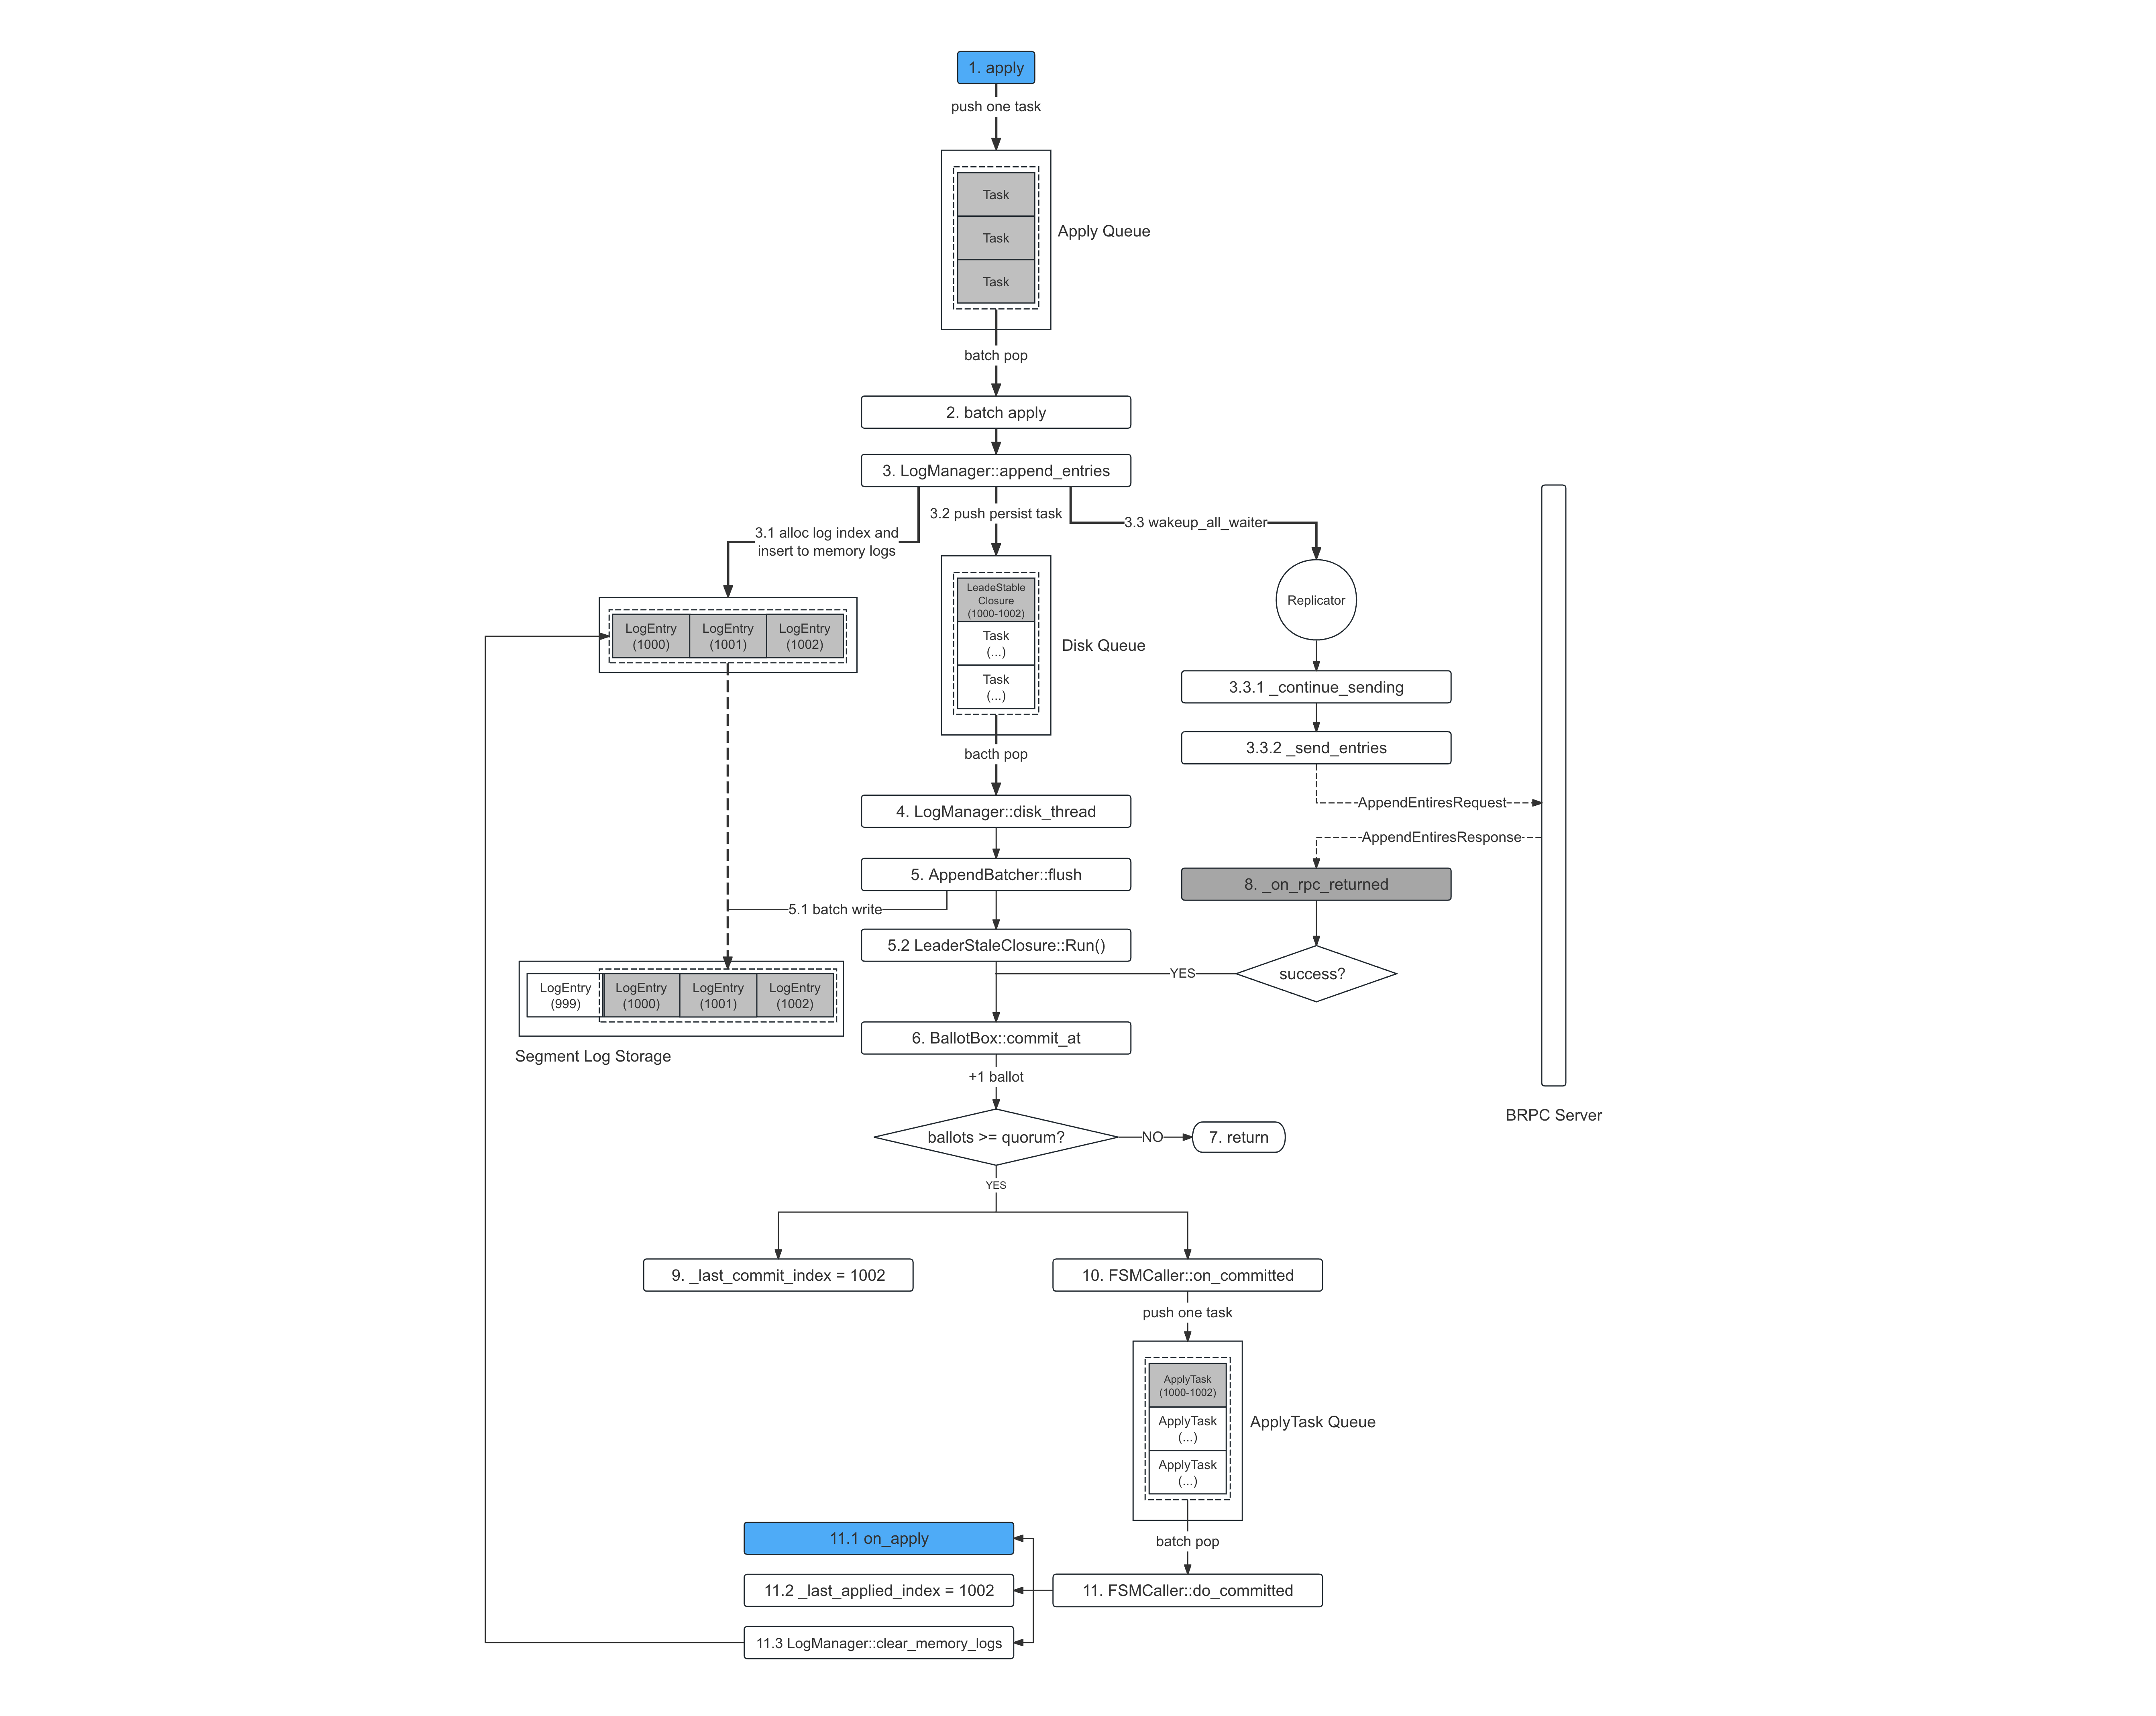 1. apply
push one task
Task
Task
Task
Apply Queue
batch pop
2. batch apply
3. LogManager::append_entries
3.1 alloc log index and
insert to memory logs
3.2 push persist task
3.3 wakeup_all_waiter
LogEntry
(1000)
LogEntry
(1001)
LogEntry
(1002)
LeadeStable
Closure
(1000-1002)
Task
(...)
Task
(...)
Disk Queue
Replicator
3.3.1 _continue_sending
3.3.2 _send_entries
bacth pop
AppendEntiresRequest
4. LogManager::disk_thread
AppendEntiresResponse
5. AppendBatcher::flush
8. _on_rpc_returned
5.1 batch write
5.2 LeaderStaleClosure::Run()
YES
success?
LogEntry
(999)
LogEntry
(1000)
LogEntry
(1001)
LogEntry
(1002)
Segment Log Storage
6. BallotBox::commit_at
+1 ballot
BRPC Server
ballots >= quorum?
NO
7. return
YES
9. _last_commit_index = 1002
10. FSMCaller::on_committed
push one task
ApplyTask
(1000-1002)
ApplyTask
(...)
ApplyTask
(...)
ApplyTask Queue
batch pop
11.1 on_apply
11.2 _last_applied_index = 1002
11. FSMCaller::do_committed
11.3 LogManager::clear_memory_logs